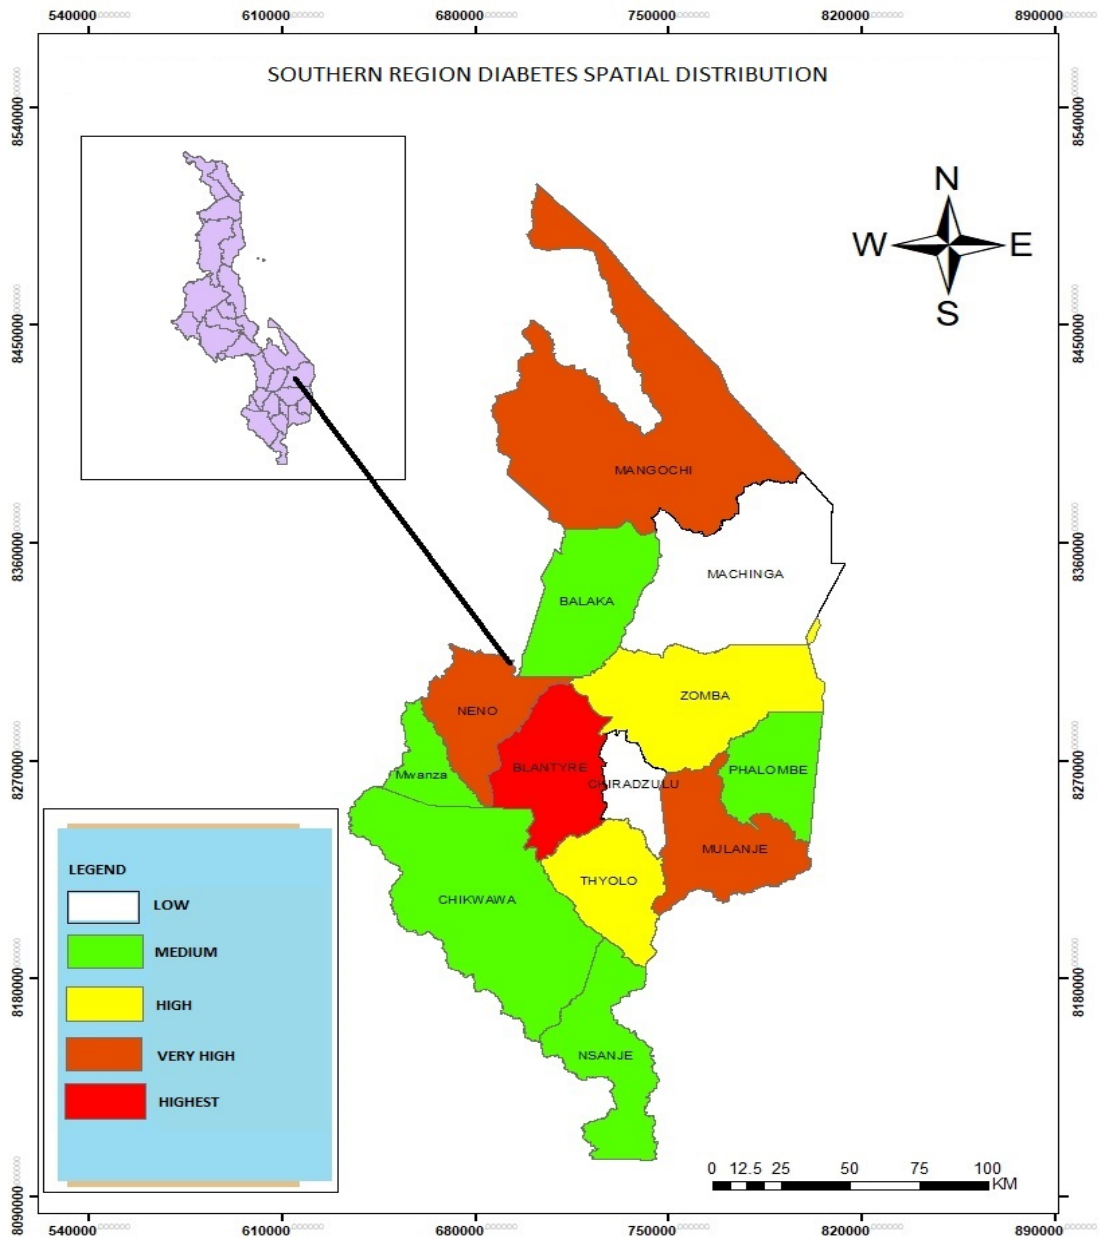 540000 610000 680000 750000 820000 890000
SOUTHERN REGION DIABETES SPATIAL DISTRIBUTION
8540000 8540000
N
W E
S
8450000 8450000
MANGOCHI
8360000 8360000
MACHINGA
BALAKA
ZOMBA
NENO
8270000 8270000
BLANTYRE
PHALOMBE
Mwanza
CHIRADZULU
MULANJE
LEGEND
THYOLO
CHIKWAWA
LOW
MEDIUM
8180000 8180000
HIGH
VERY HIGH
NSANJE
HIGHEST
0 12.5 25 50 75 100
KM
8090000
540000 610000 680000 750000 820000 890000